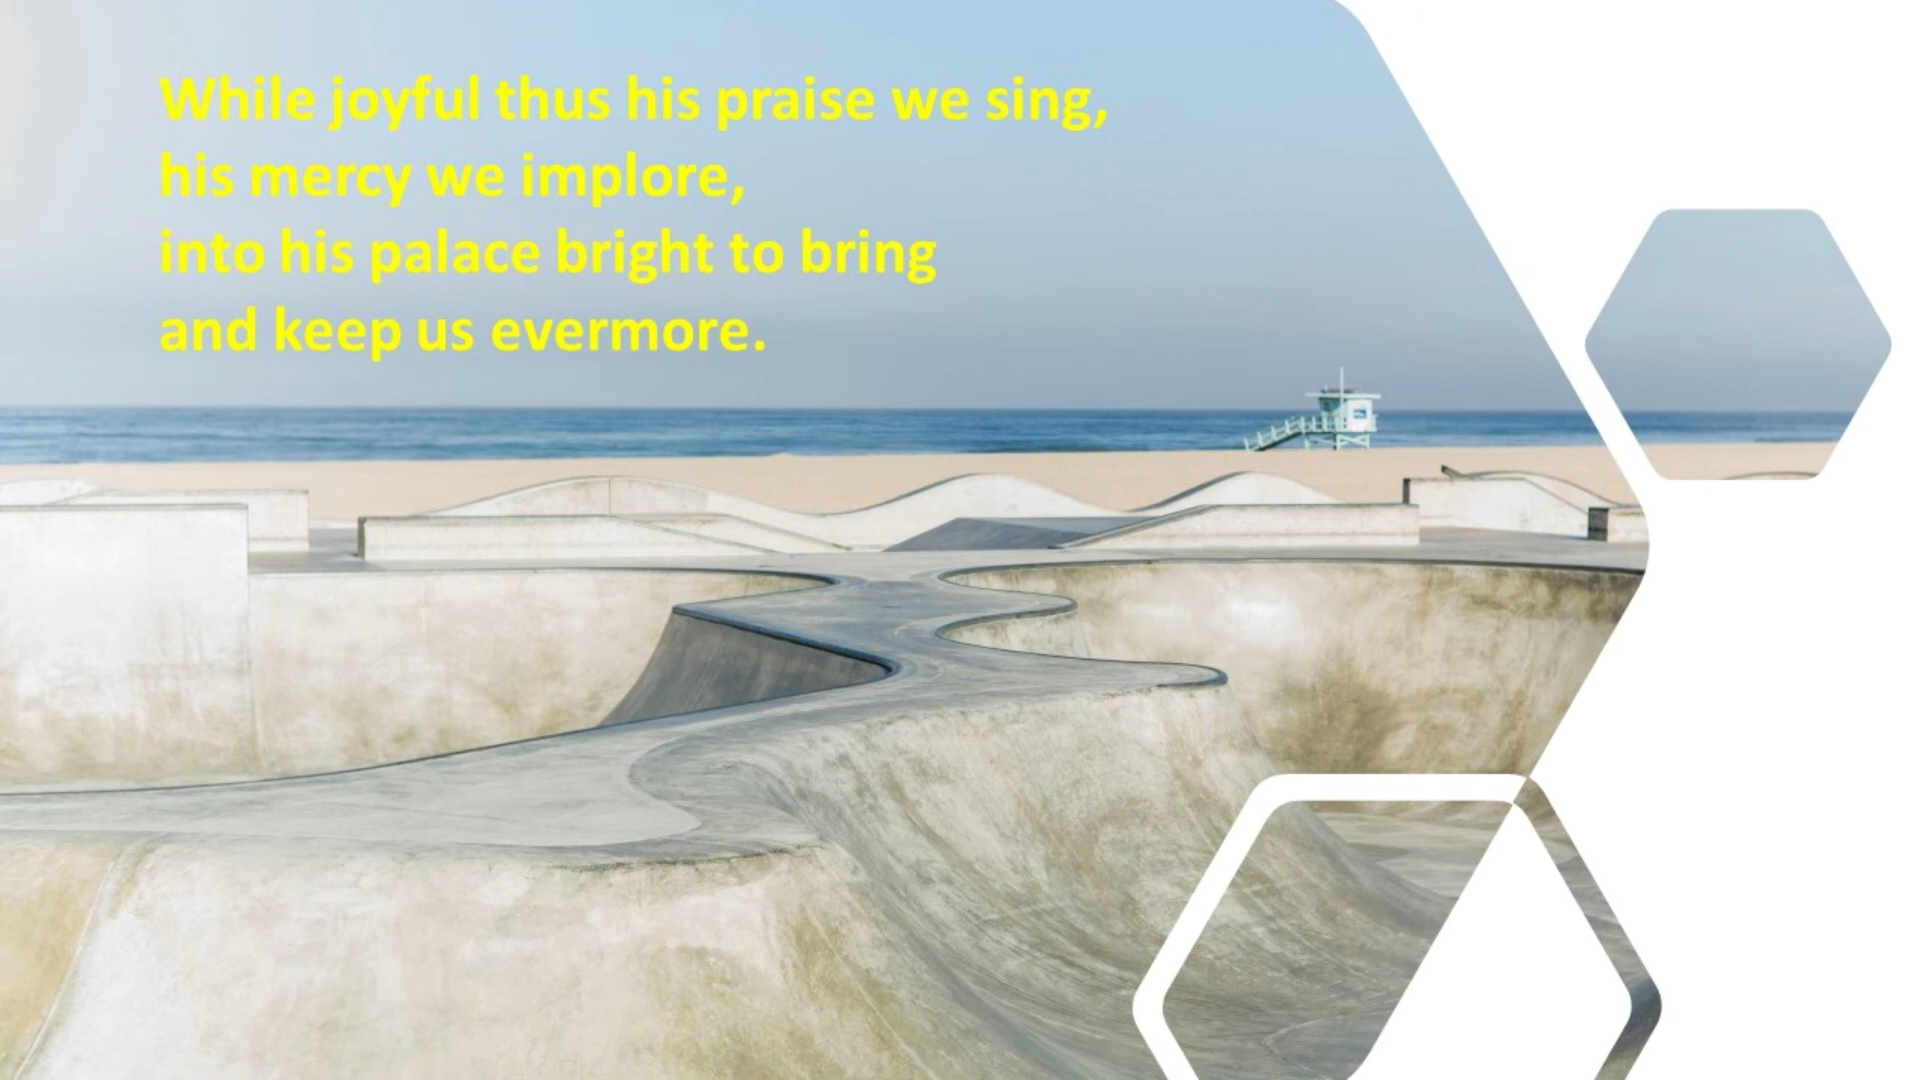 While joyful thus his praise we sing,
his mercy we implore,
into his palace bright to bring
and keep us evermore.